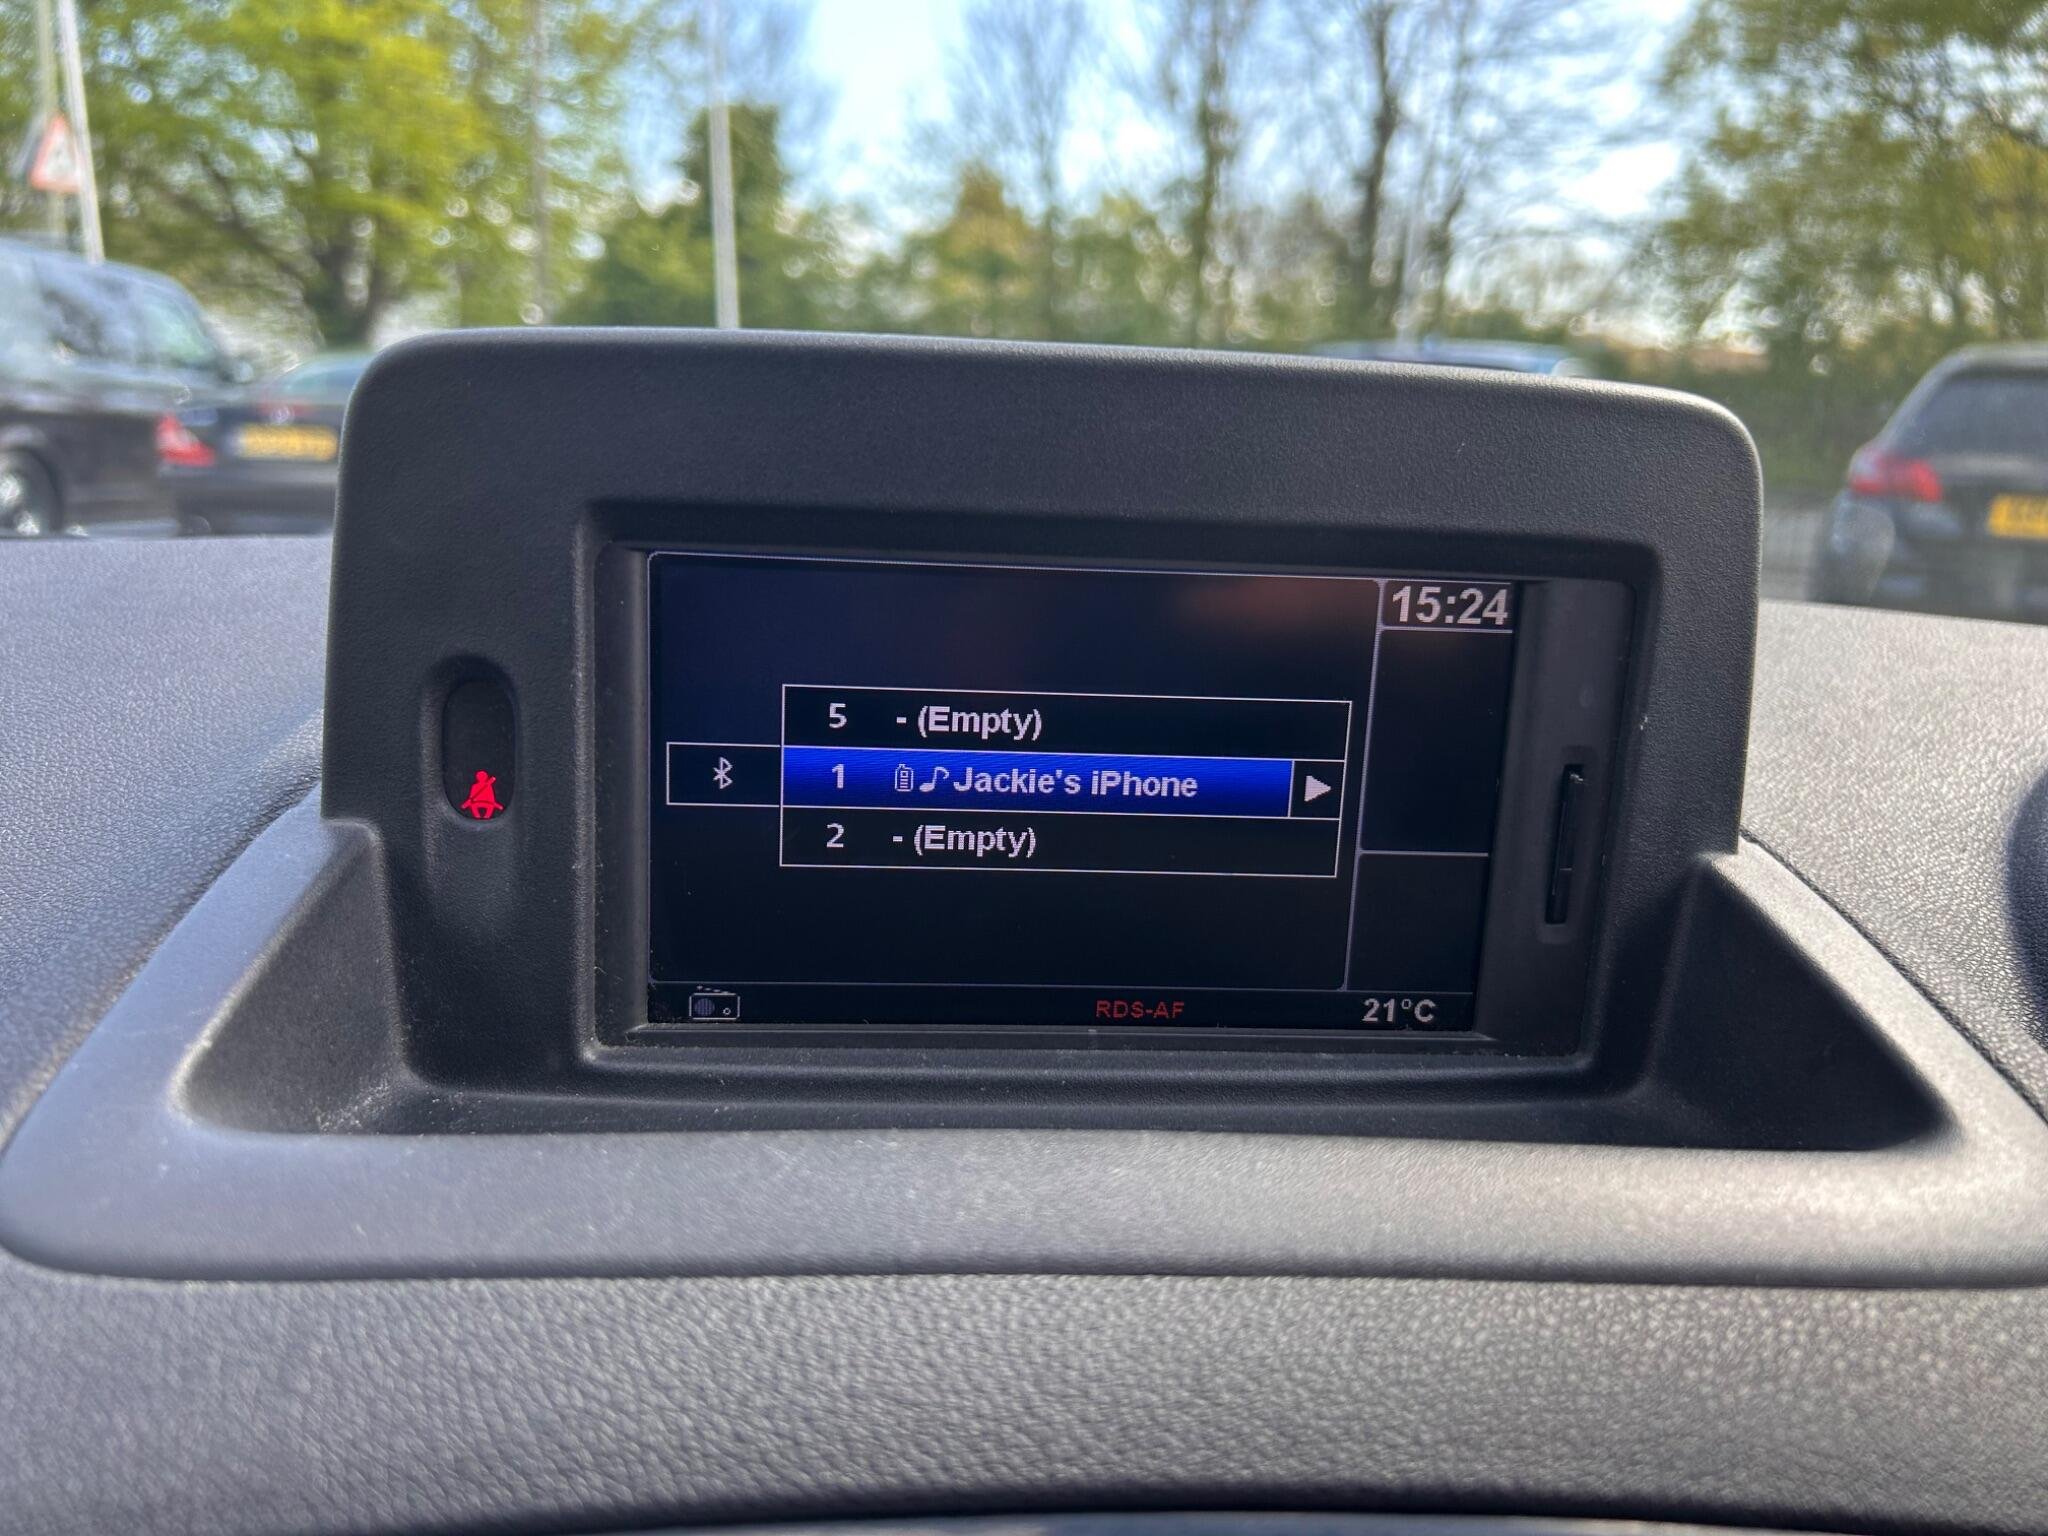 15:24
5 - (Empty)
1 Jackie's iPhone
2 - (Empty)
RDS-AF 21°C